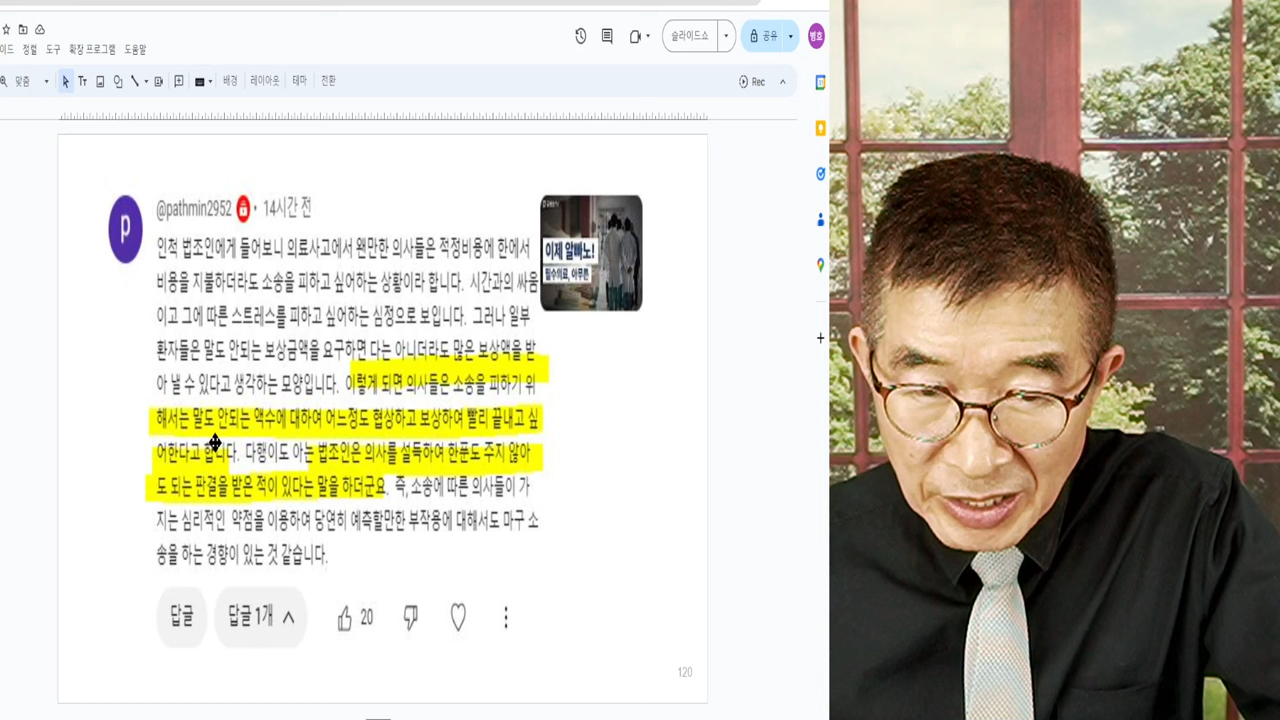 이드 정렬 도구 확장 프로그램 도움말
슬라이드쇼 공유 범호
맞춤 배경 레이아웃 테마 전환 Rec
@pathmin2952 · 14시간 전
인척 법조인에게 들어보니 의료사고에서 왠만한 의사들은 적정비용에 한에서
비용을 지불하더라도 소송을 피하고 싶어하는 상황이라 합니다. 시간과의 싸움
이고 그에 따른 스트레스를 피하고 싶어하는 심정으로 보입니다. 그러나 일부
환자들은 말도 안되는 보상금액을 요구하면 다는 아니더라도 많은 보상액을 받
아 낼 수 있다고 생각하는 모양입니다. 이렇게 되면 의사들은 소송을 피하기 위
해서는 말도 안되는 액수에 대하여 어느정도 협상하고 보상하여 빨리 끝내고 싶
어한다고 합니다. 다행이도 아는 법조인은 의사를 설득하여 한푼도 주지 않아
도 되는 판결을 받은 적이 있다는 말을 하더군요. 즉, 소송에 따른 의사들이 가
지는 심리적인 약점을 이용하여 당연히 예측할만한 부작용에 대해서도 마구 소
송을 하는 경향이 있는 것 같습니다.
p
이제 알빠노!
필수의료, 아무튼
답글 답글 1개 20
120